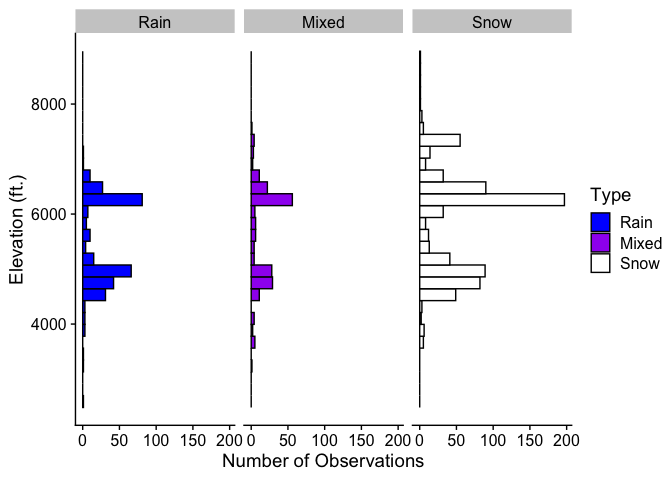 Rain Mixed Snow
8000
6000
4000
Elevation (ft.)
0 50 100 150 200 0 50 100 150 200 0 50 100 150 200
Number of Observations
Type
Rain
Mixed
Snow